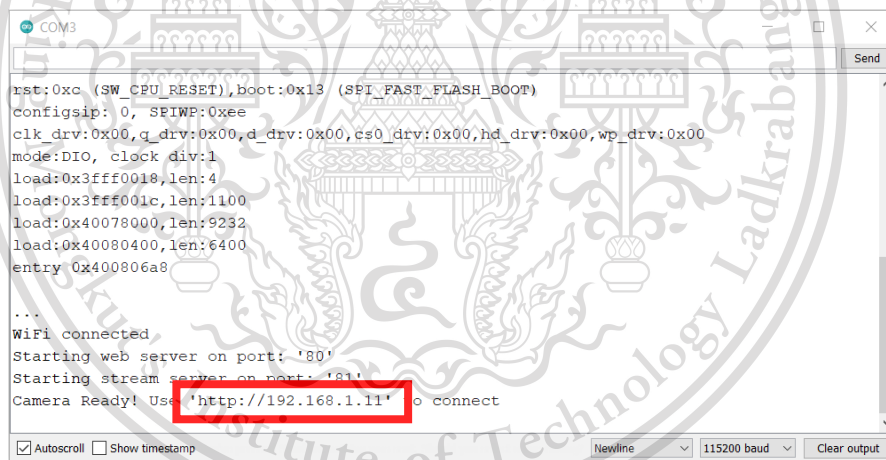 COM3
Send
rst:0xc (SW_CPU_RESET),boot:0x13 (SPI_FAST_FLASH_BOOT)
configsip: 0, SPIWP:0xee
clk_drv:0x00,q_drv:0x00,d_drv:0x00,cs0_drv:0x00,hd_drv:0x00,wp_drv:0x00
mode:DIO, clock div:1
load:0x3fff0018,len:4
load:0x3fff001c,len:1100
load:0x40078000,len:9232
load:0x40080400,len:6400
entry 0x400806a8
...
WiFi connected
Starting web server on port: '80'
Starting stream server on port: '81'
Camera Ready! Use 'http://192.168.1.11' to connect
Autoscroll Show timestamp Newline 115200 baud Clear output
Institute of Technology Ladkrabang